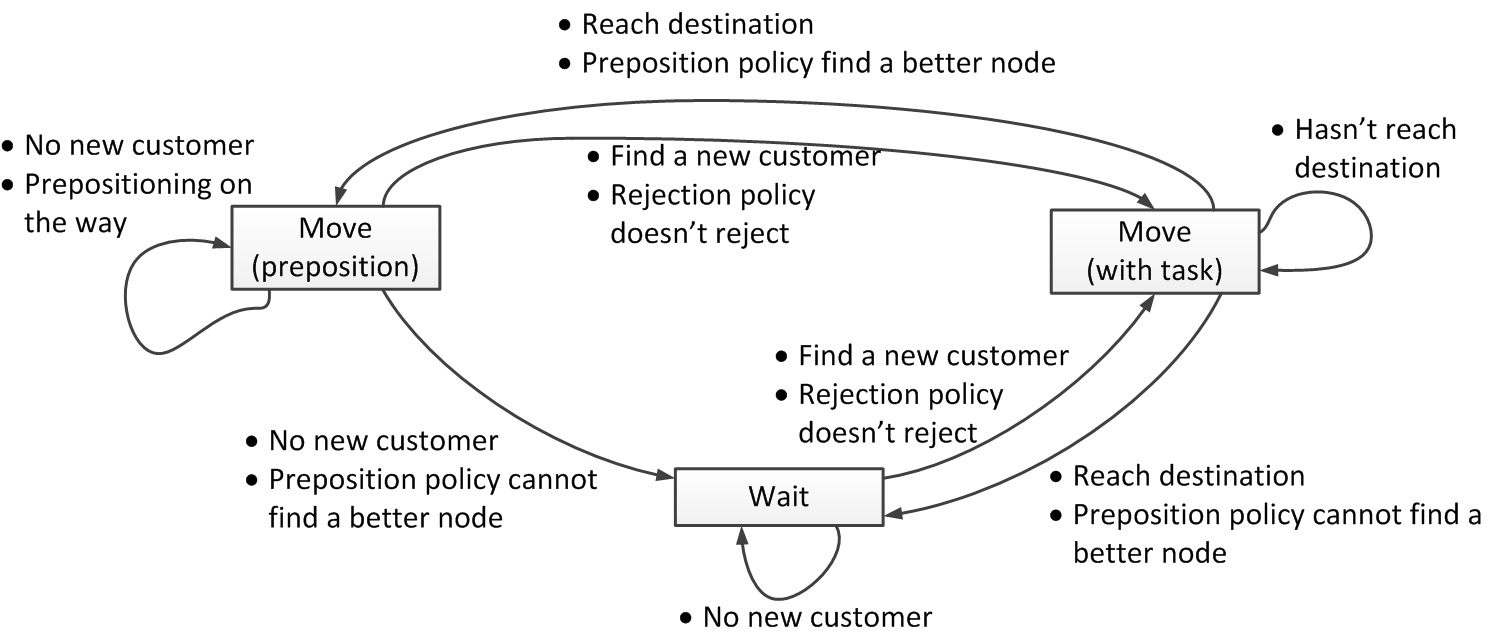 • Reach destination
• Preposition policy find a better node
• No new customer
• Prepositioning on
the way
• Find a new customer
• Rejection policy
doesn't reject
• Hasn't reach
destination
Move
(preposition)
Move
(with task)
• Find a new customer
• Rejection policy
doesn't reject
• No new customer
• Preposition policy cannot
find a better node
Wait
• Reach destination
• Preposition policy cannot find a
better node
• No new customer